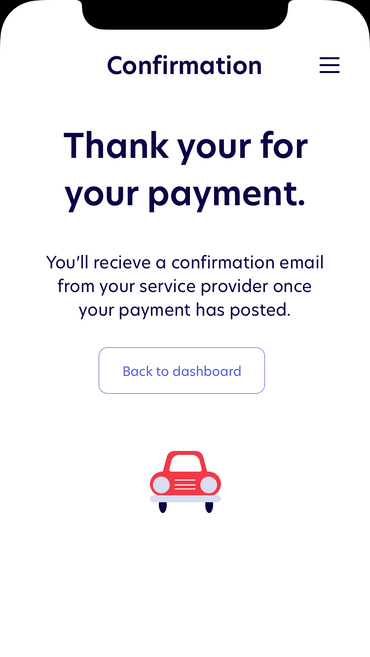 Confirmation
Thank your for
your payment.
You’ll recieve a confirmation email
from your service provider once
your payment has posted.
Back to dashboard